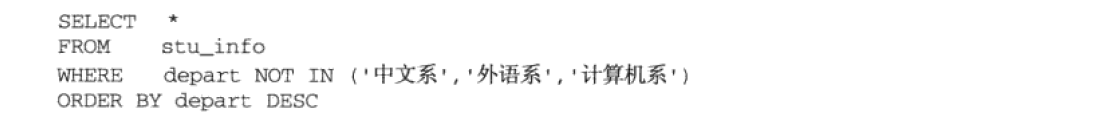 SELECT *
FROM stu_info
WHERE depart NOT IN ('中文系','外语系','计算机系')
ORDER BY depart DESC